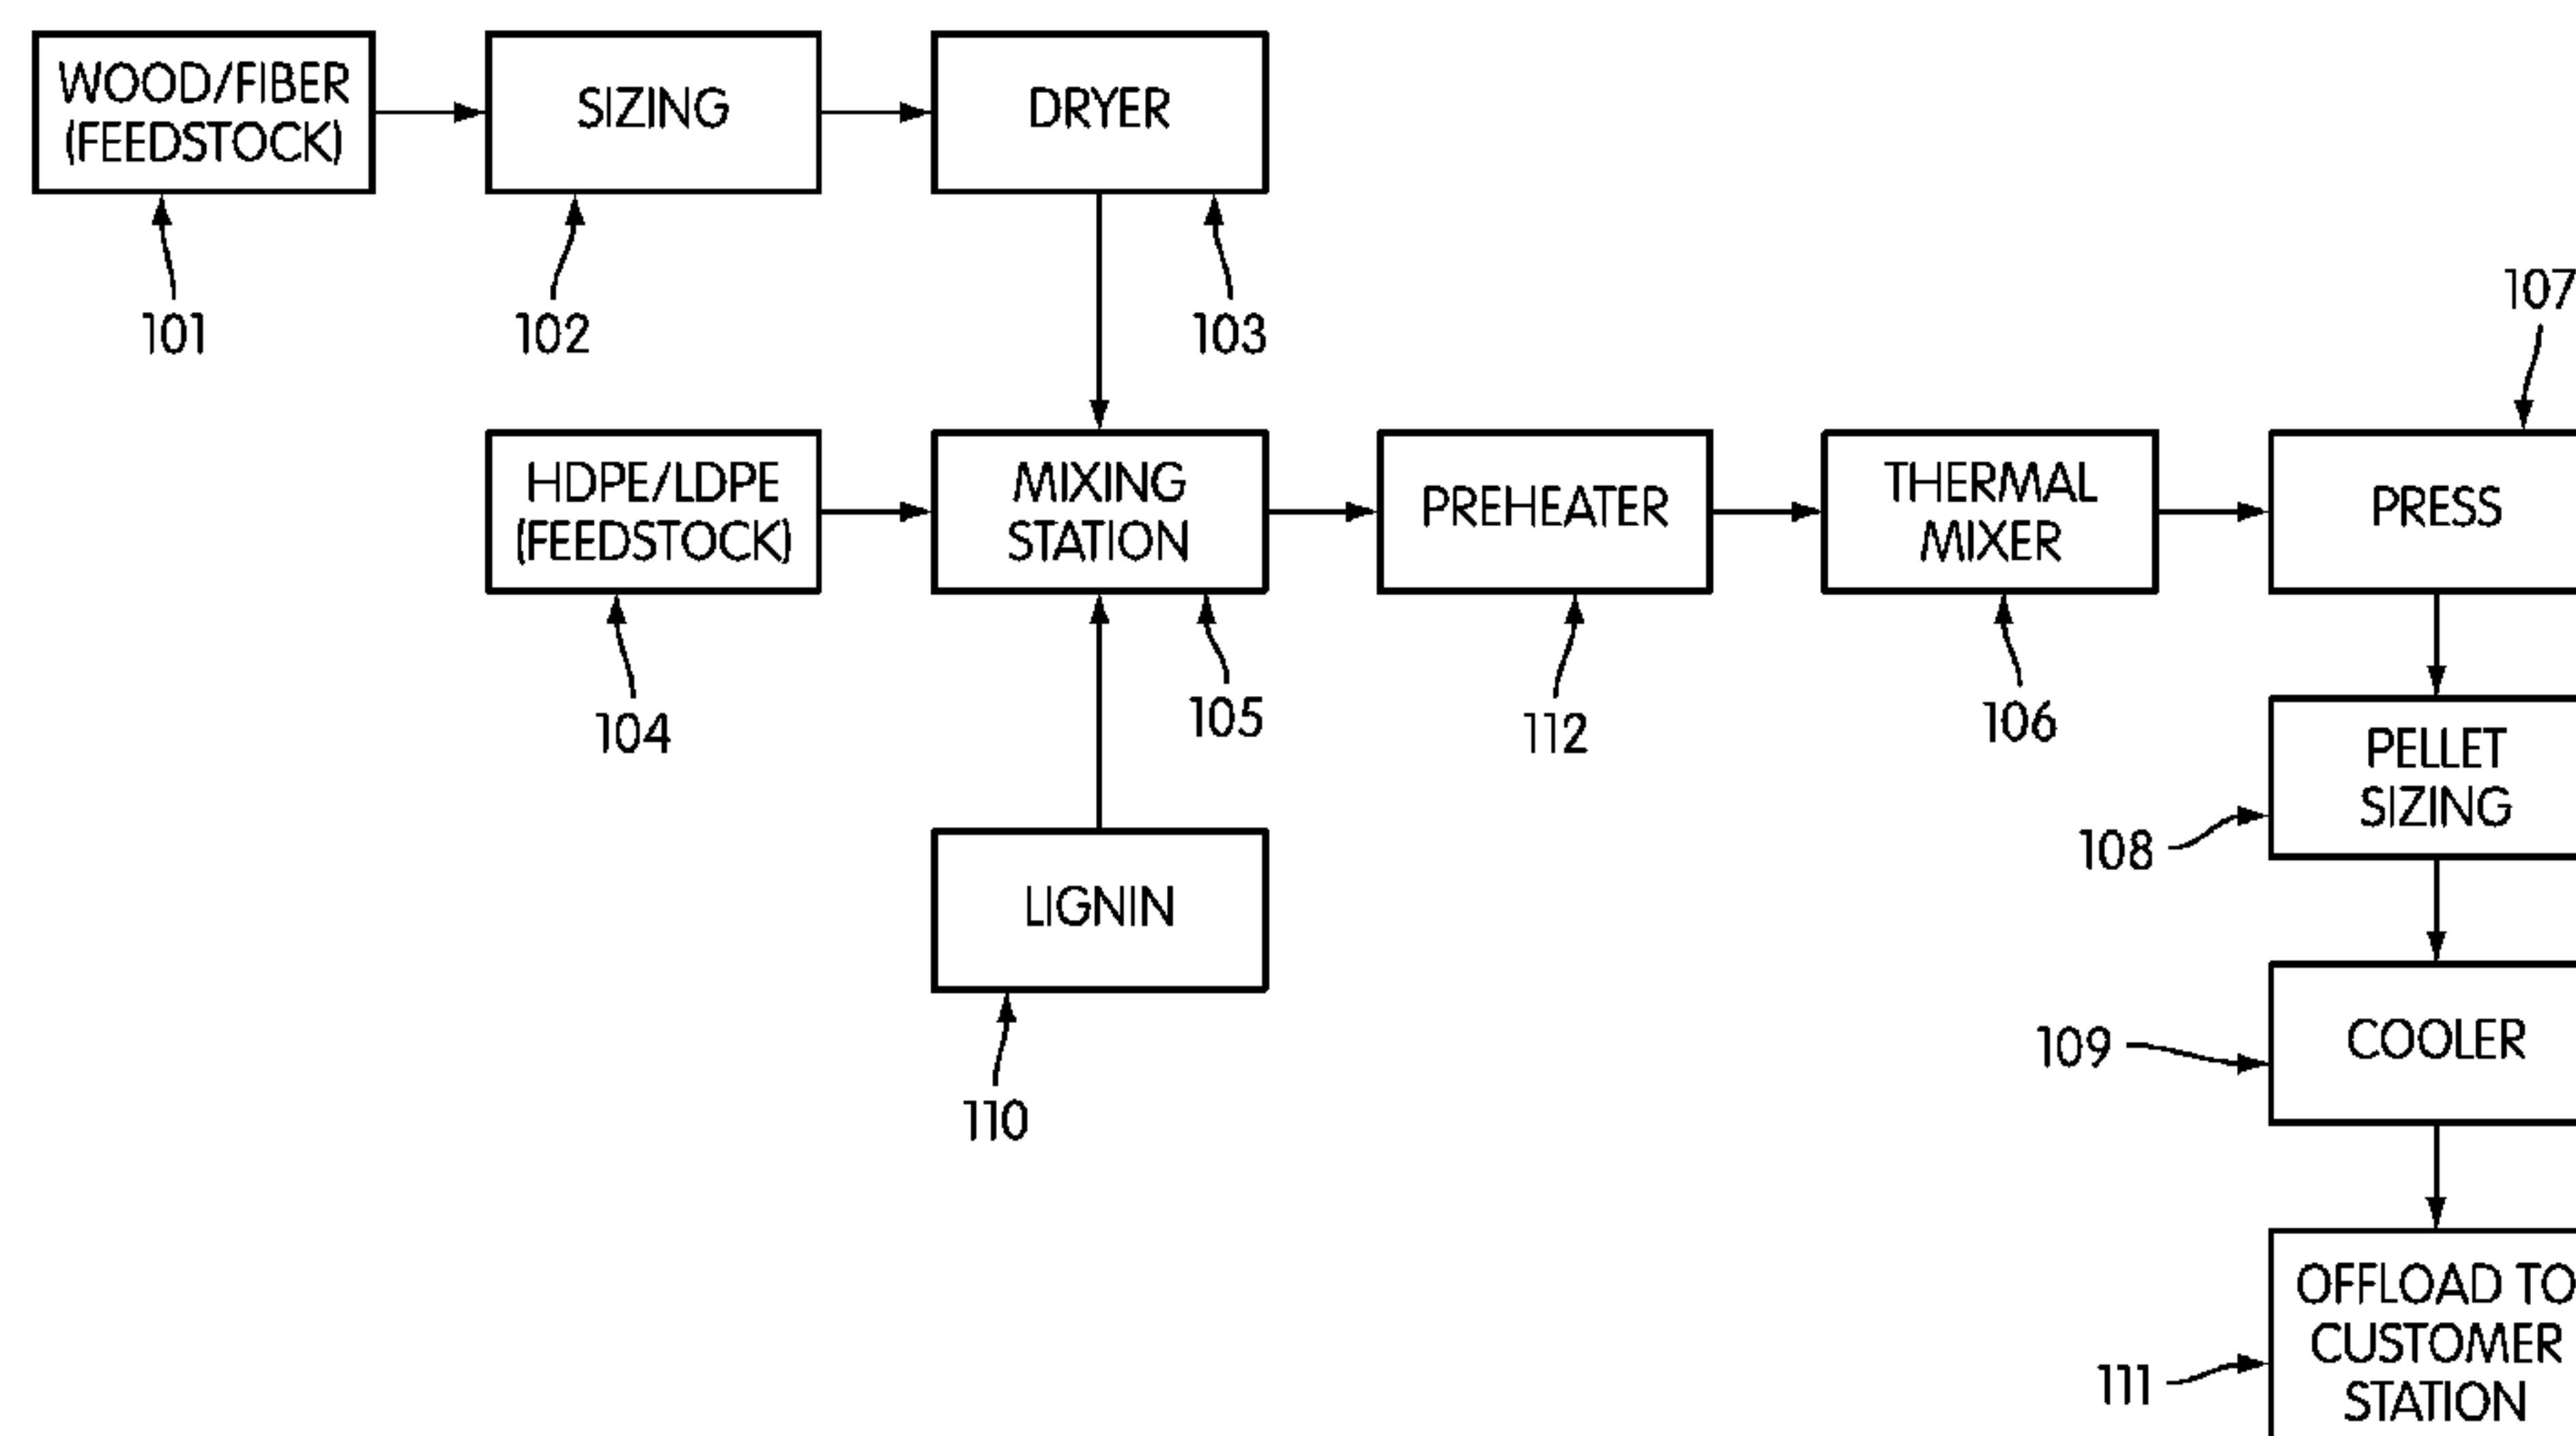 WOOD/FIBER
(FEEDSTOCK)
SIZING
DRYER
101
102
103
107
HDPE/LDPE
(FEEDSTOCK)
MIXING
STATION
PREHEATER
THERMAL
MIXER
PRESS
104
105
112
106
PELLET
SIZING
108
LIGNIN
110
COOLER
109
OFFLOAD TO
CUSTOMER
STATION
111